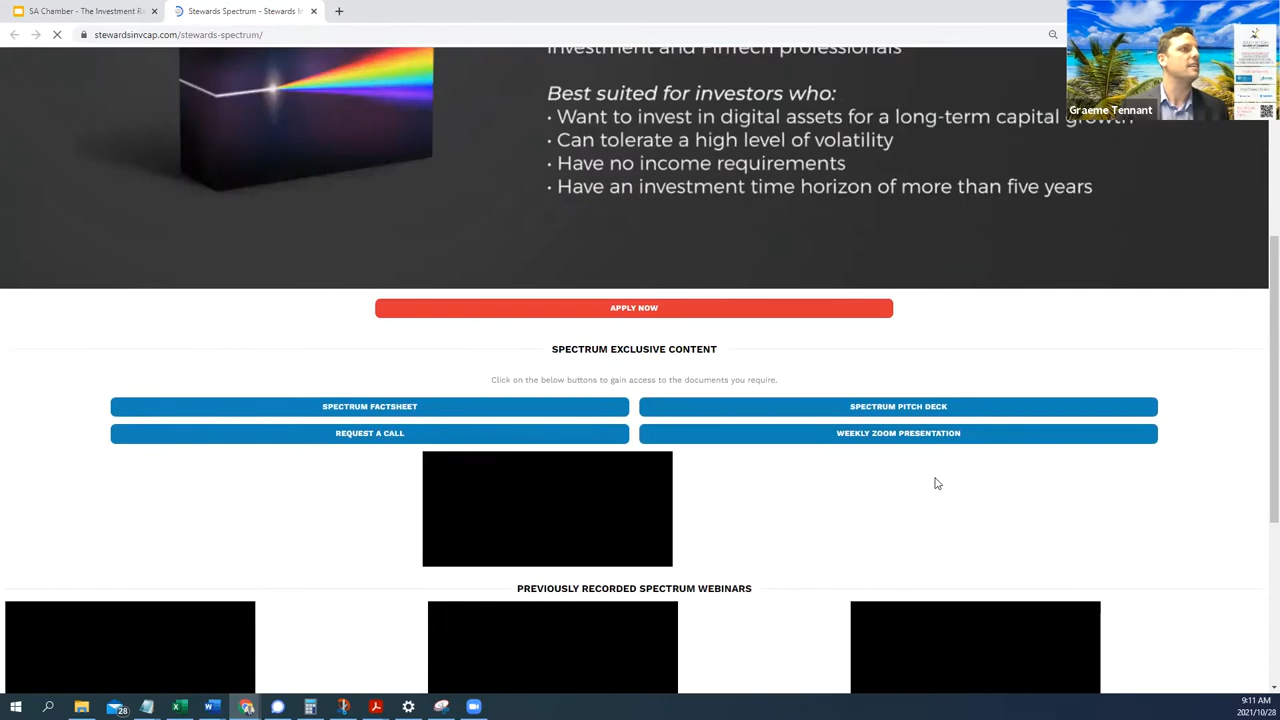 SA Chamber - The Investment Ra
Stewards Spectrum - Stewards In
stewardsinvcap.com/stewards-spectrum/
Investment and FinTech professionals
Best suited for investors who:
• Want to invest in digital assets for a long-term capital growth
• Can tolerate a high level of volatility
• Have no income requirements
• Have an investment time horizon of more than five years
Graeme Tennant
APPLY NOW
SPECTRUM EXCLUSIVE CONTENT
Click on the below buttons to gain access to the documents you require.
SPECTRUM FACTSHEET
SPECTRUM PITCH DECK
REQUEST A CALL
WEEKLY ZOOM PRESENTATION
PREVIOUSLY RECORDED SPECTRUM WEBINARS
28
9:11 AM
2021/10/28